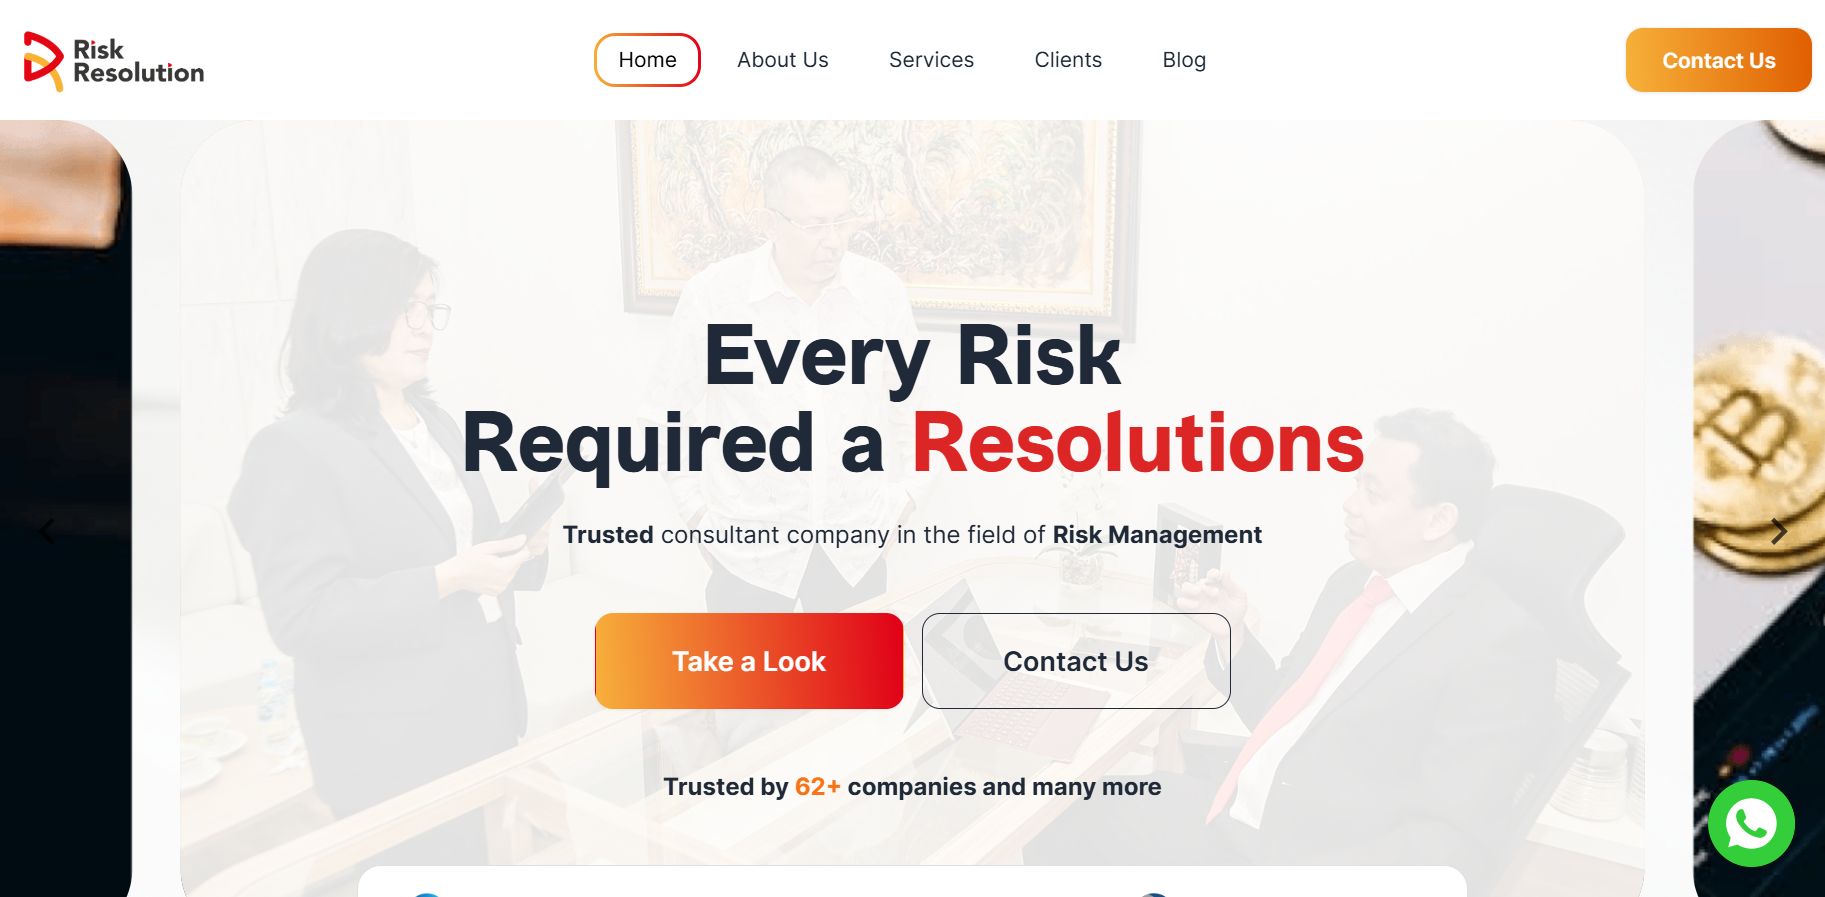 Risk
Resolution
Home
About Us
Services
Clients
Blog
Contact Us
Every Risk
Required a Resolutions
Trusted consultant company in the field of Risk Management
Take a Look
Contact Us
Trusted by 62+ companies and many more